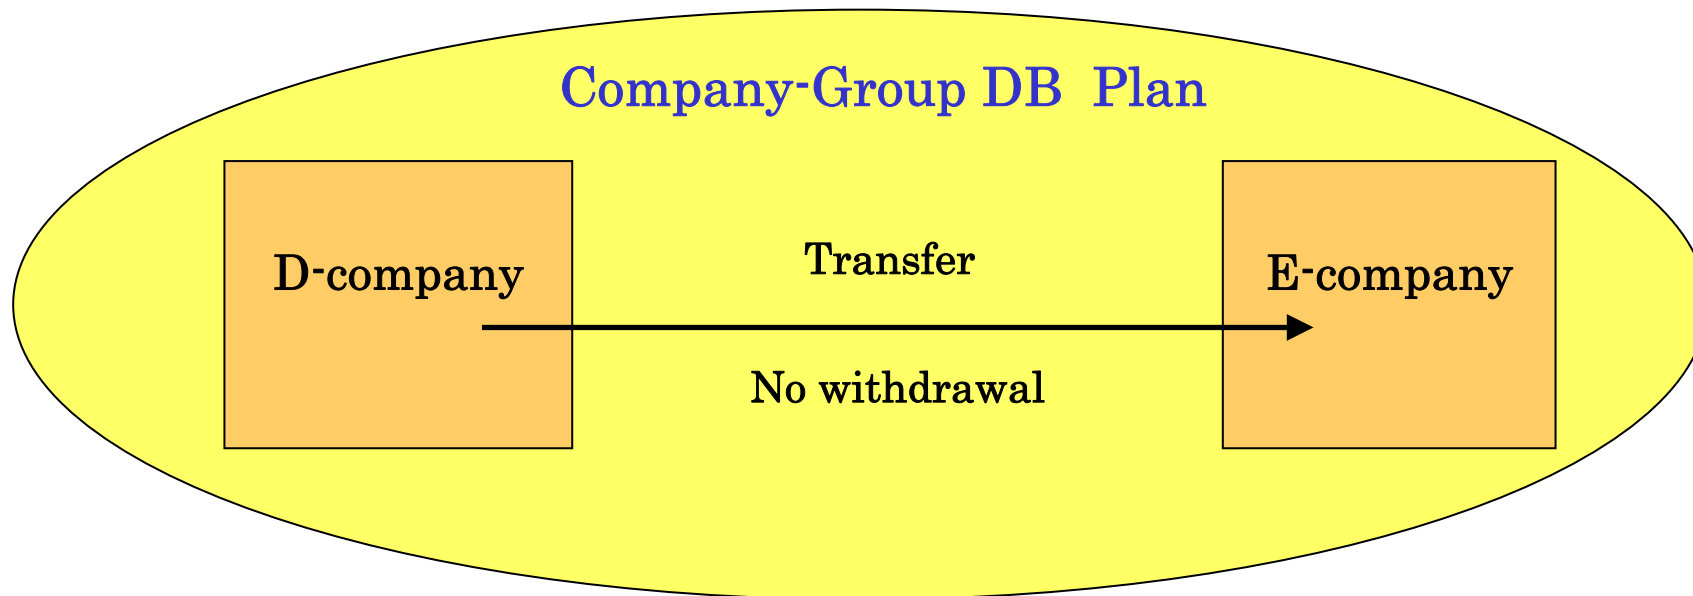 Company-Group DB Plan
D-company
Transfer
E-company
No withdrawal